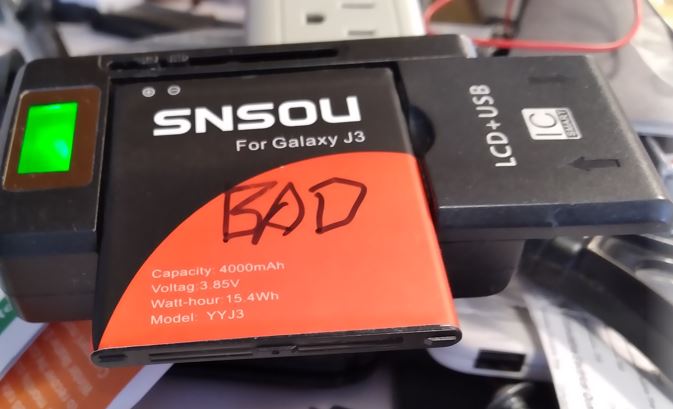 SNSOU
For Galaxy J3
BAD
Capacity: 4000mAh
Voltag:3.85V
Watt-hour:15.4Wh
Model: YYJ3
LCD+USB
IC
SMART